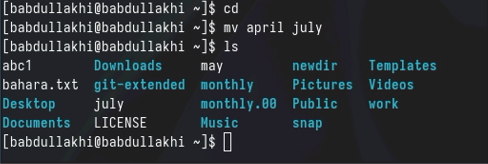 [babdullakhi@babdullakhi ~]$ cd
[babdullakhi@babdullakhi ~]$ mv april july
[babdullakhi@babdullakhi ~]$ ls
abc1 Downloads may newdir Templates
bahara.txt git-extended monthly Pictures Videos
Desktop july monthly.00 Public work
Documents LICENSE Music snap
[babdullakhi@babdullakhi ~]$